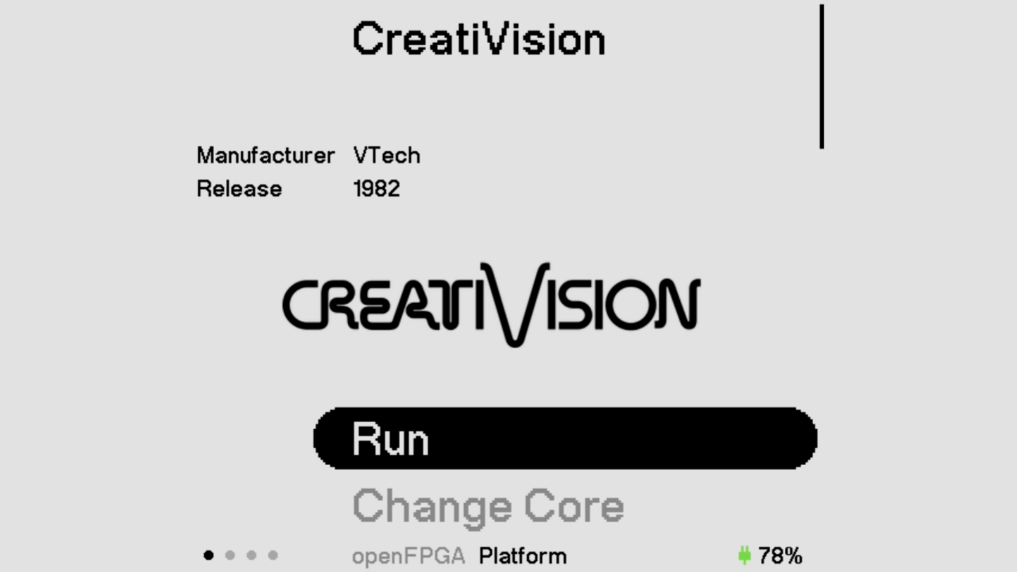 CreatiVision
Manufacturer VTech
Release 1982
CREATIVISION
Run
Change Core
openFPGA Platform 78%